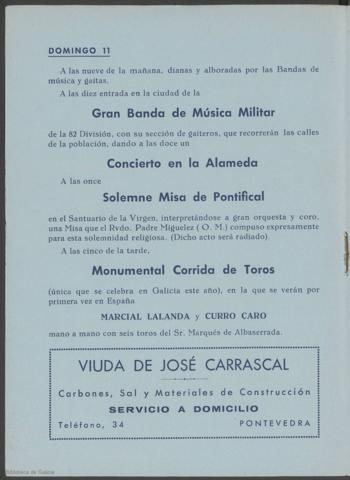 DOMINGO 11
A las nueve de la mañana, dianas y alboradas por las Bandas de
música y gaitas.
A las diez entrada en la ciudad de la
Gran Banda de Música Militar
de la 82 División, con su sección de gaiteros, que recorrerán las calles
de la población, dando a las doce un
Concierto en la Alameda
A las once
Solemne Misa de Pontifical
en el Santuario de la Virgen, interpretándose a gran orquesta y coro,
una Misa que el Rvdo. Padre Míguelez ( O. M.) compuso expresamente
para esta solemnidad religiosa. (Dicho acto será radiado).
A las cinco de la tarde,
Monumental Corrida de Toros
(única que se celebra en Galicia este año), en la que se verán por
primera vez en España
MARCIAL LALANDA y CURRO CARO
mano a mano con seis toros del Sr. Marqués de Albaserrada.
VIUDA DE JOSÉ CARRASCAL
Carbones, Sal y Materiales de Construcción
SERVICIO A DOMICILIO
Teléfono, 34 PONTEVEDRA
Biblioteca de Galicia